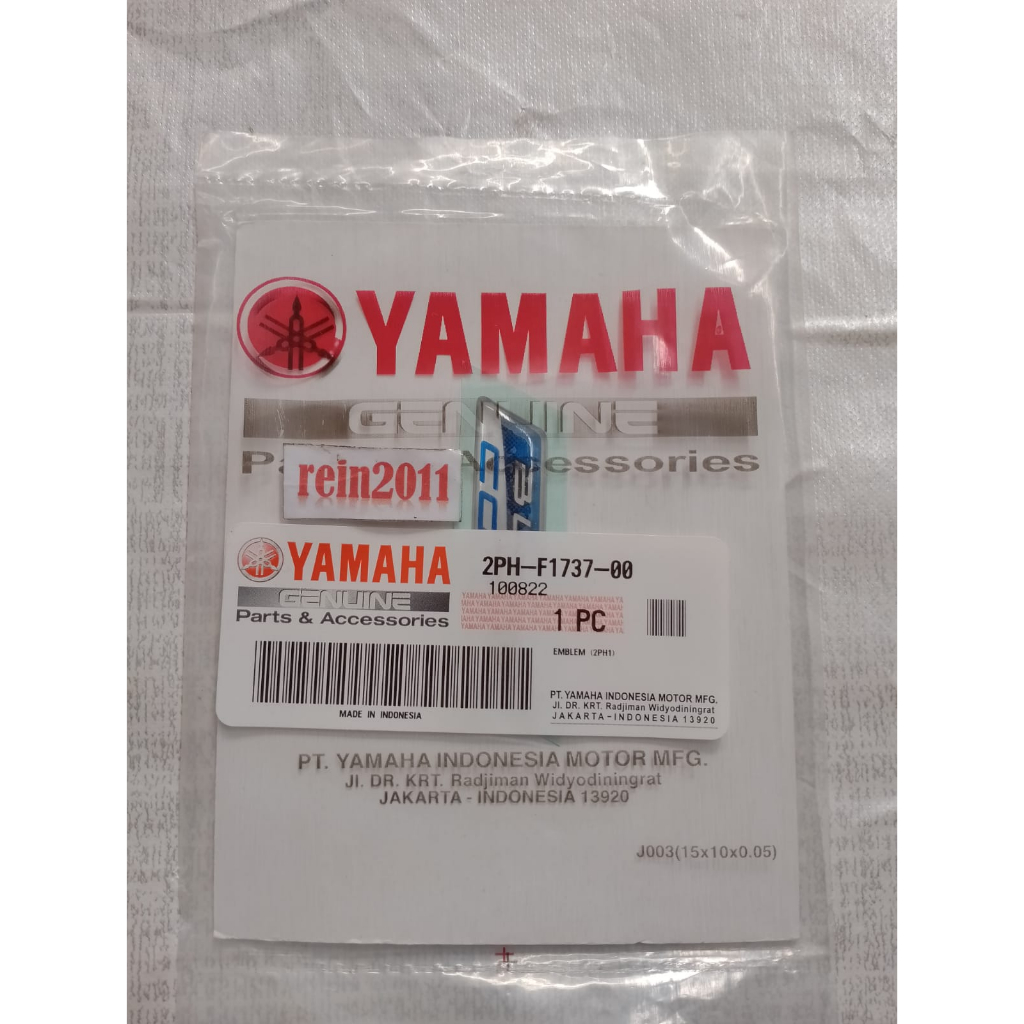 YAMAHA
GENUINE
Accessories
rein2011
YAMAHA
GENUINE
Parts & Accessories
2PH-F1737-00
100822
1 PC
EMBLEM (2PH1)
MADE IN INDONESIA
PT. YAMAHA INDONESIA MOTOR MFG.
Jl. DR. KRT. Radjiman Widyodiningrat
JAKARTA-INDONESIA 13920
PT. YAMAHA INDONESIA MOTOR MFG.
Jl. DR. KRT. Radjiman Widyodiningrat
JAKARTA - INDONESIA 13920
J003(15x10x0.05)